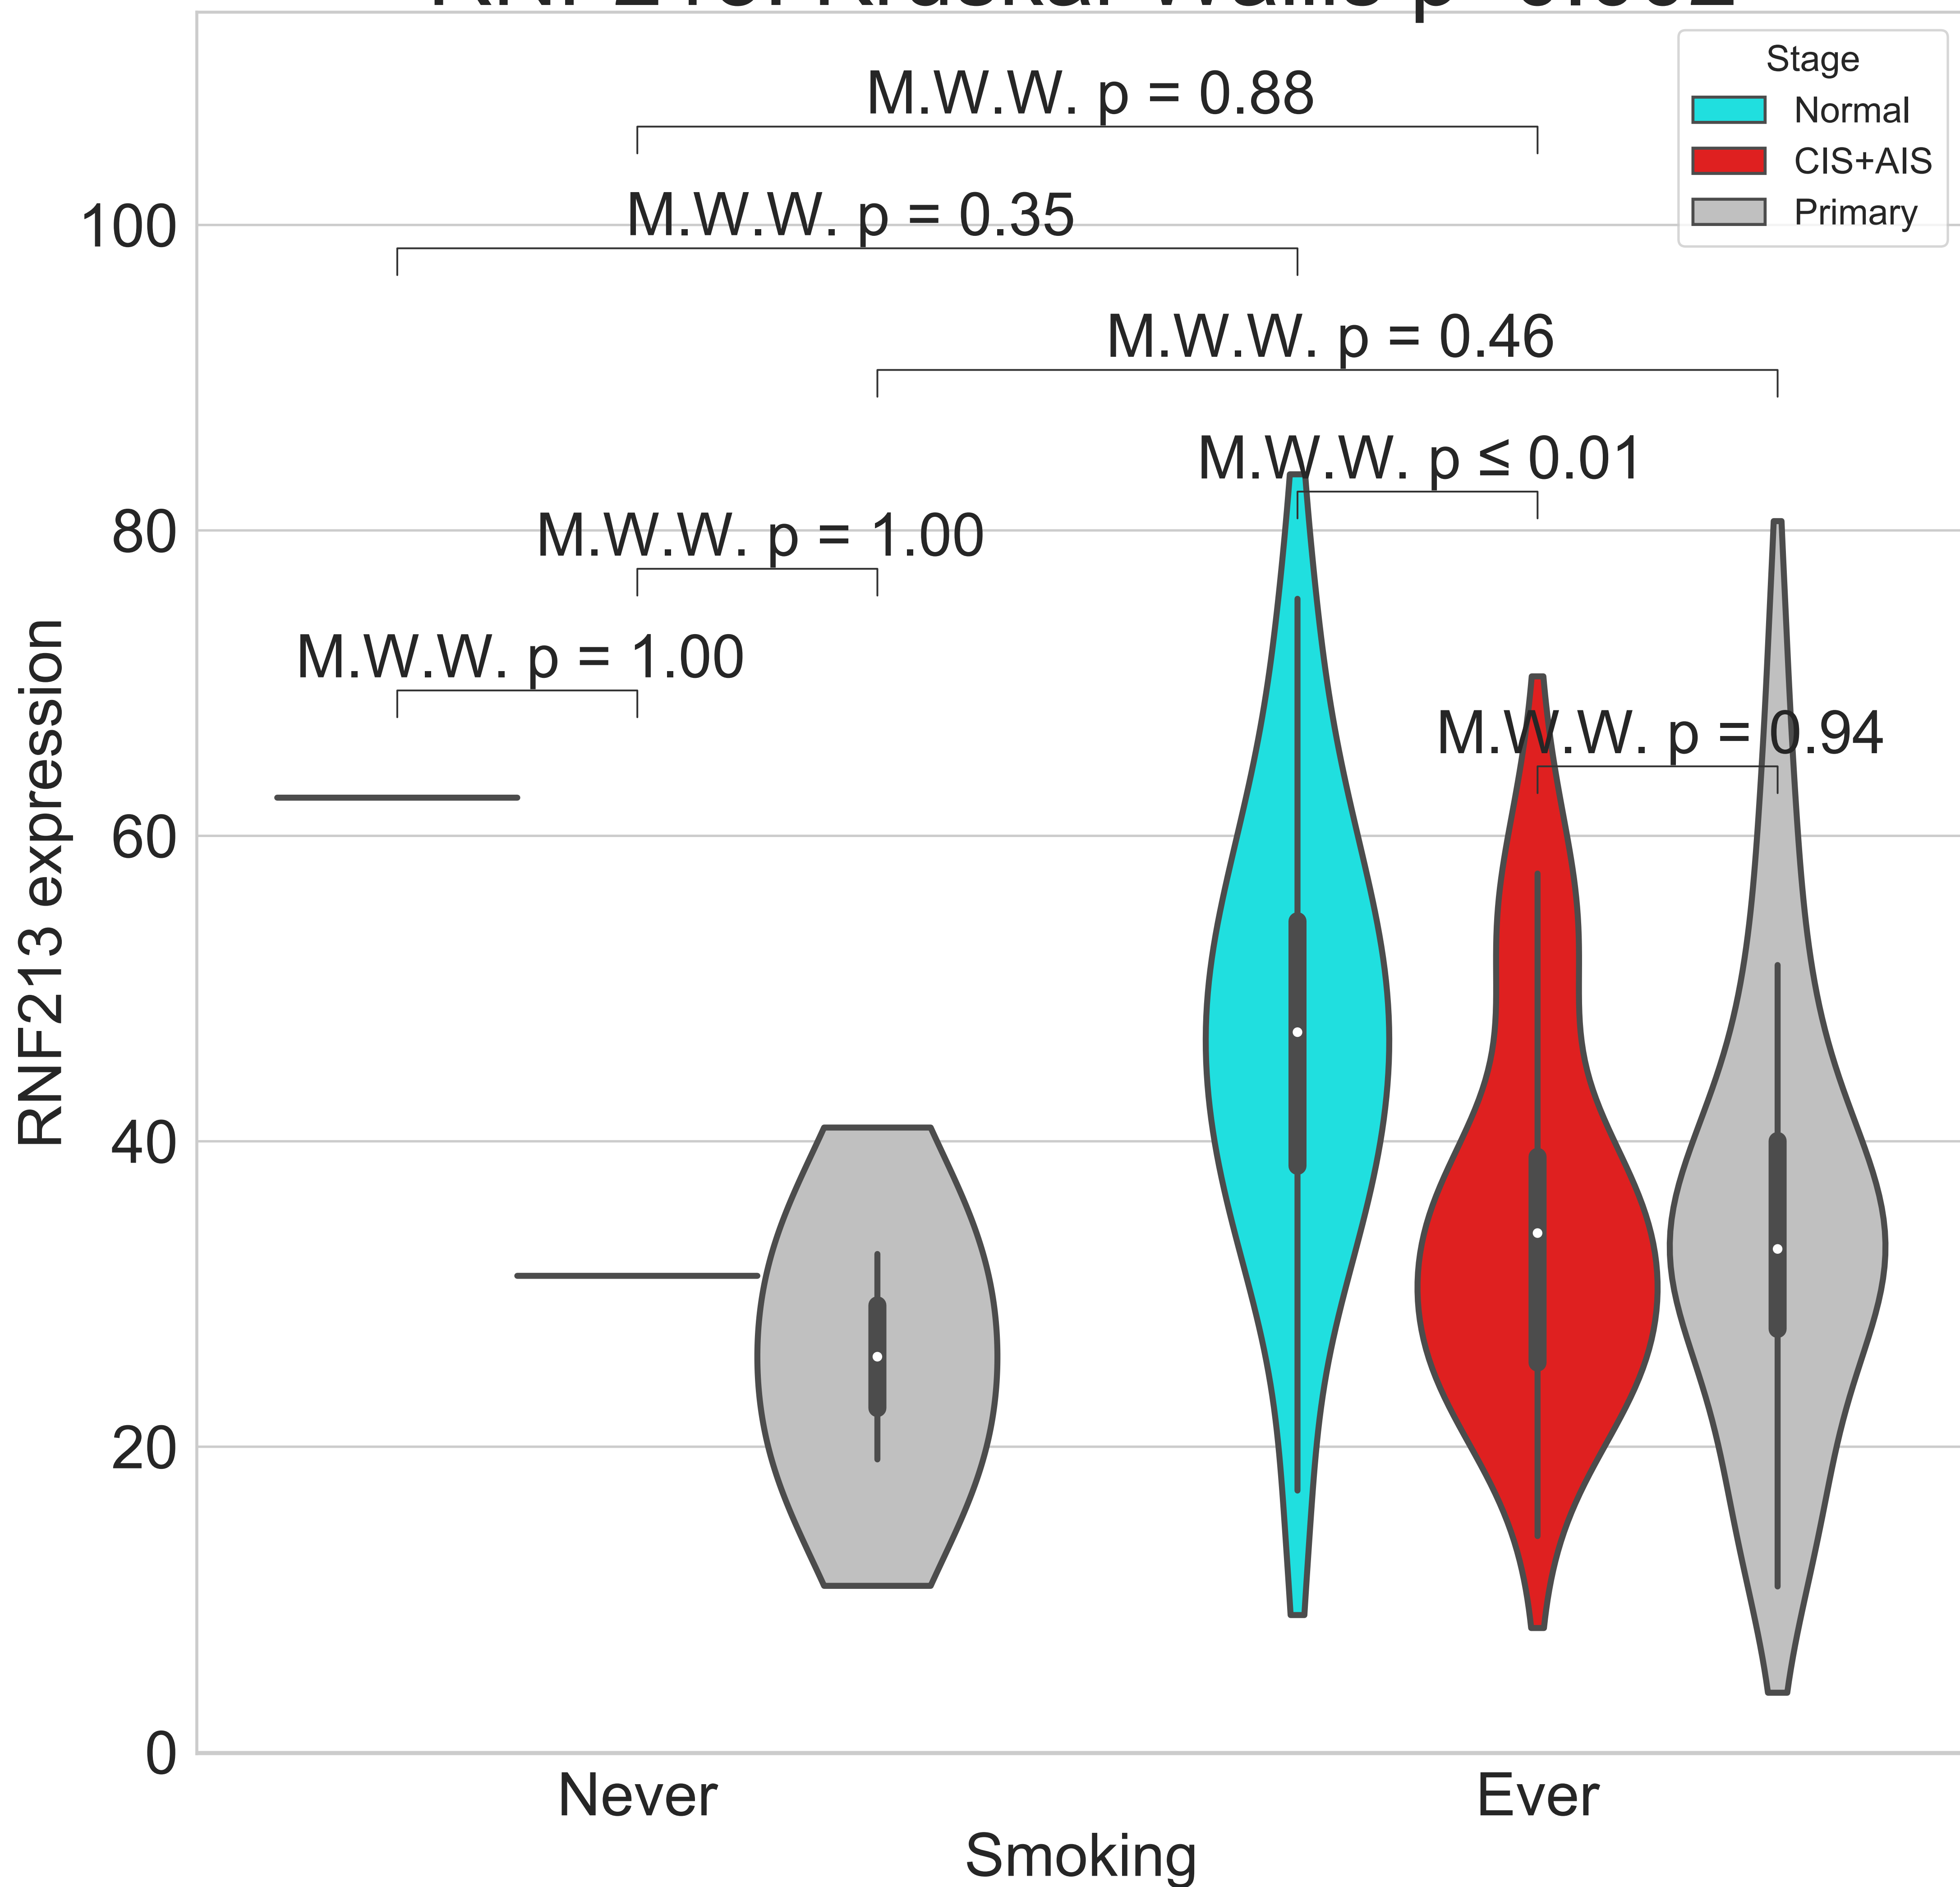 M.W.W. p = 0.88
M.W.W. p = 0.35
M.W.W. p = 0.46
M.W.W. p ≤ 0.01
M.W.W. p = 1.00
M.W.W. p = 1.00
M.W.W. p = 0.94
Stage
Normal
CIS+AIS
Primary
RNF213 expression
100
80
60
40
20
0
Never
Ever
Smoking